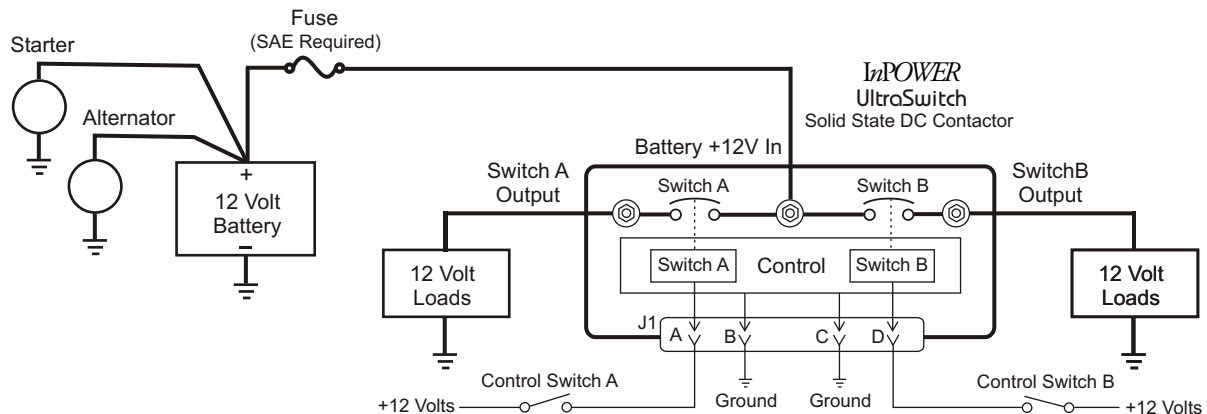 Fuse
(SAE Required)
Starter
Alternator
InPOWER
UltraSwitch
Solid State DC Contactor
Battery +12V In
Switch A
Output
Switch A
Switch B
SwitchB
Output
+
12 Volt
Battery
–
12 Volt
Loads
Switch A
Control
Switch B
12 Volt
Loads
J1
A
B
C
D
Control Switch A
+12 Volts
Ground
Ground
Control Switch B
+12 Volts